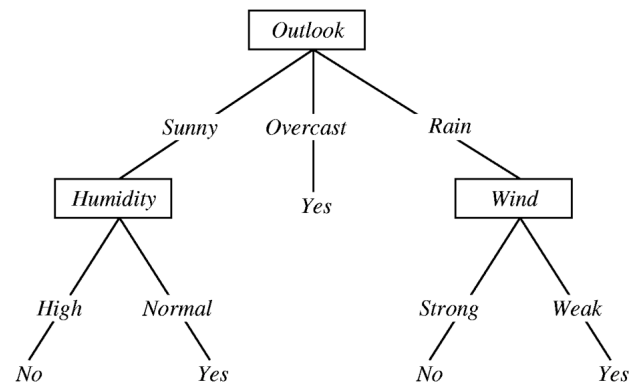 Outlook
Sunny Overcast Rain
Humidity Yes Wind
High Normal Strong Weak
No Yes No Yes